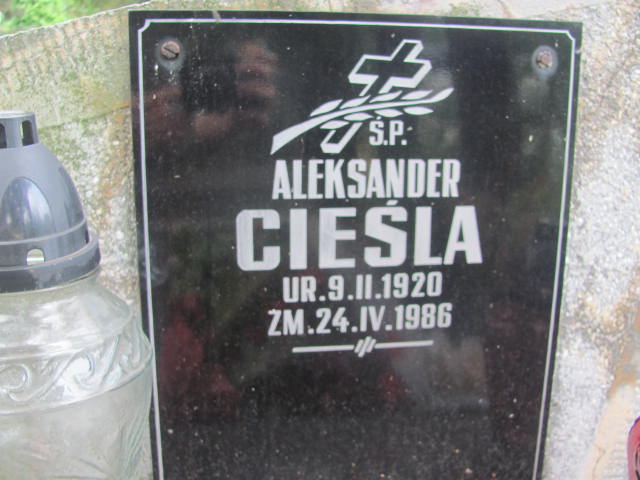 Ś.P.
ALEKSANDER
CIEŚLA
UR.9.II.1920
ZM.24.IV.1986